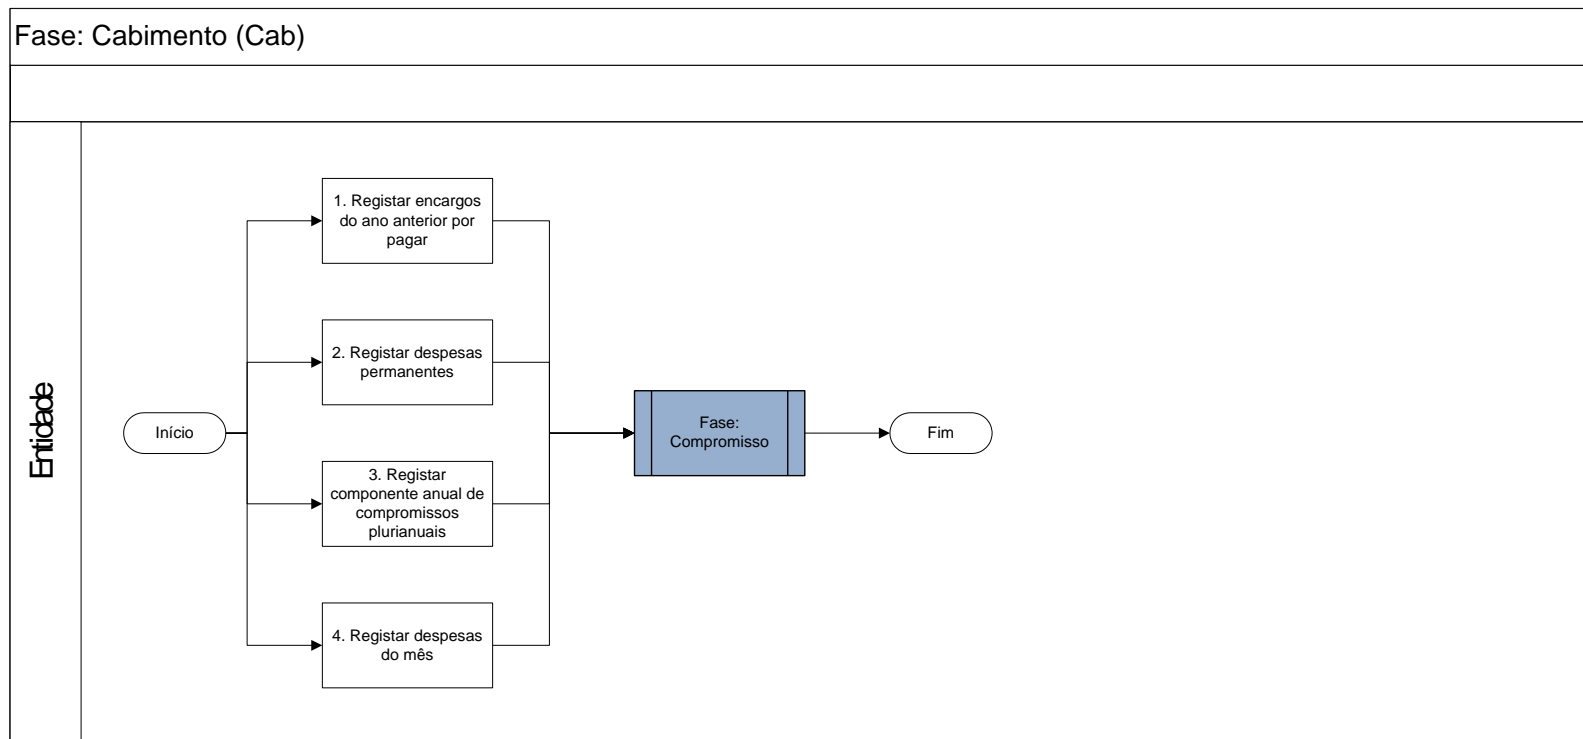 Fase: Cabimento (Cab)
Entidade
Início
1. Registar encargos
do ano anterior por
pagar
2. Registar despesas
permanentes
3. Registar
componente anual de
compromissos
plurianuais
4. Registar despesas
do mês
Fase:
Compromisso
Fim